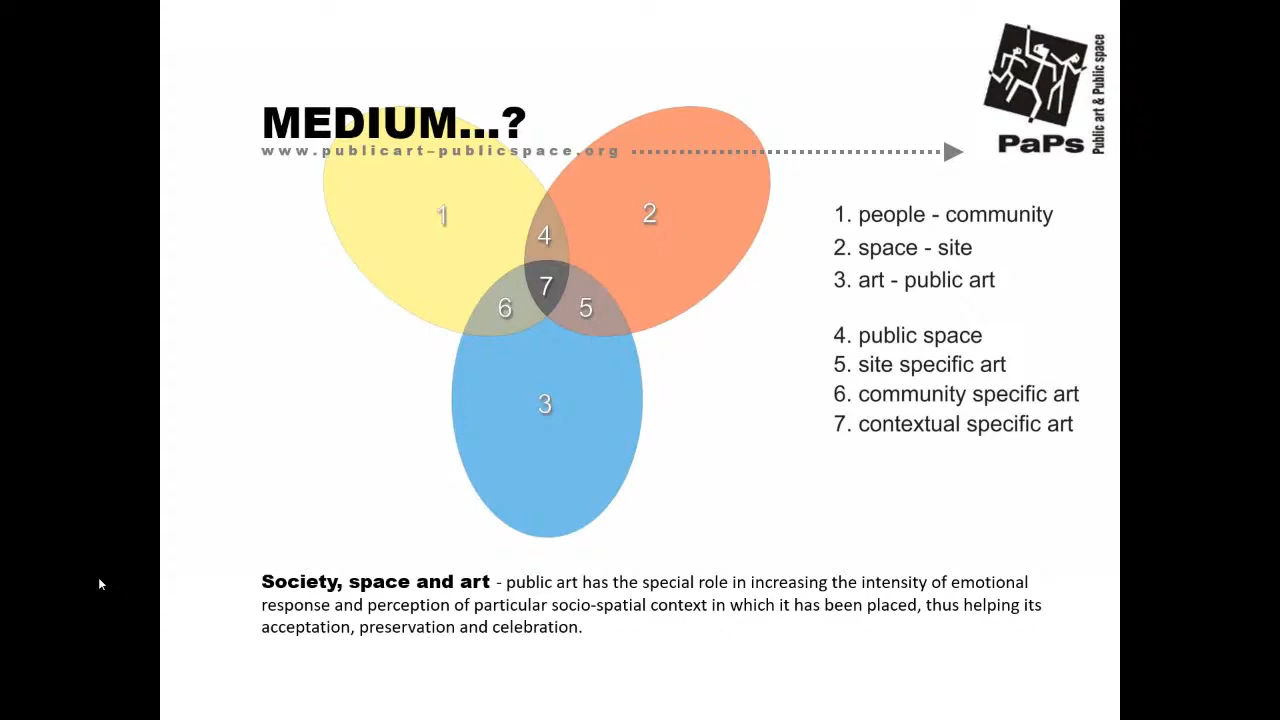 MEDIUM...?
www.publicart-publicspace.org
PaPs
Public art & Public space
1
2
4
7
6
5
3
1. people - community
2. space - site
3. art - public art
4. public space
5. site specific art
6. community specific art
7. contextual specific art
Society, space and art - public art has the special role in increasing the intensity of emotional
response and perception of particular socio-spatial context in which it has been placed, thus helping its
acceptation, preservation and celebration.